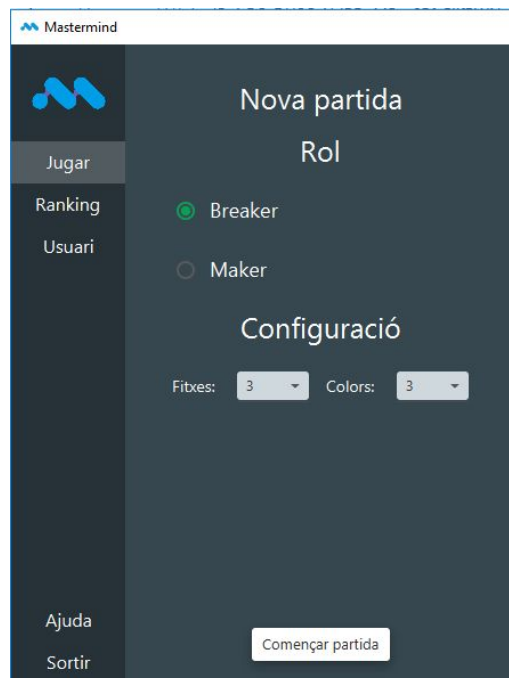 Mastermind
Jugar
Ranking
Usuari
Ajuda
Sortir
Nova partida
Rol
Breaker
Maker
Configuració
Fitxes: 3 Colors: 3
Començar partida